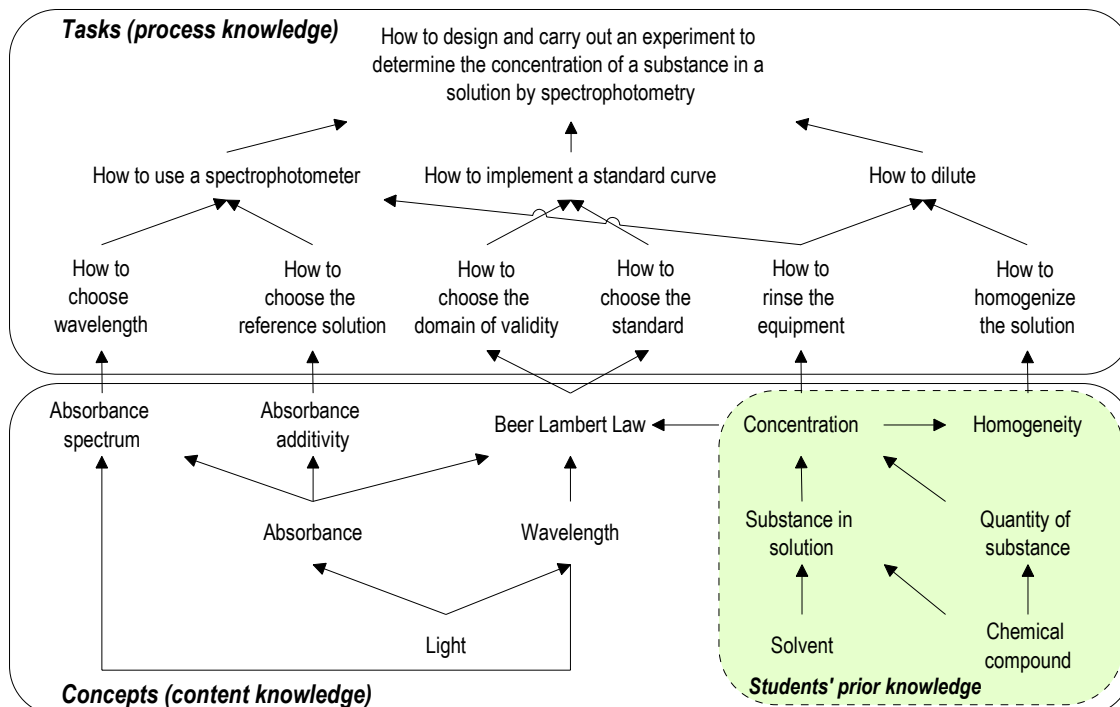 Tasks (process knowledge)
How to design and carry out an experiment to
determine the concentration of a substance in a
solution by spectrophotometry
How to use a spectrophotometer
How to implement a standard curve
How to dilute
How to
choose
wavelength
How to
choose the
reference solution
How to
choose the
domain of validity
How to
choose the
standard
How to
rinse the
equipment
How to
homogenize
the solution
Absorbance
spectrum
Absorbance
additivity
Beer Lambert Law
Concentration
Homogeneity
Absorbance
Wavelength
Substance in
solution
Quantity of
substance
Light
Solvent
Chemical
compound
Concepts (content knowledge)
Students' prior knowledge